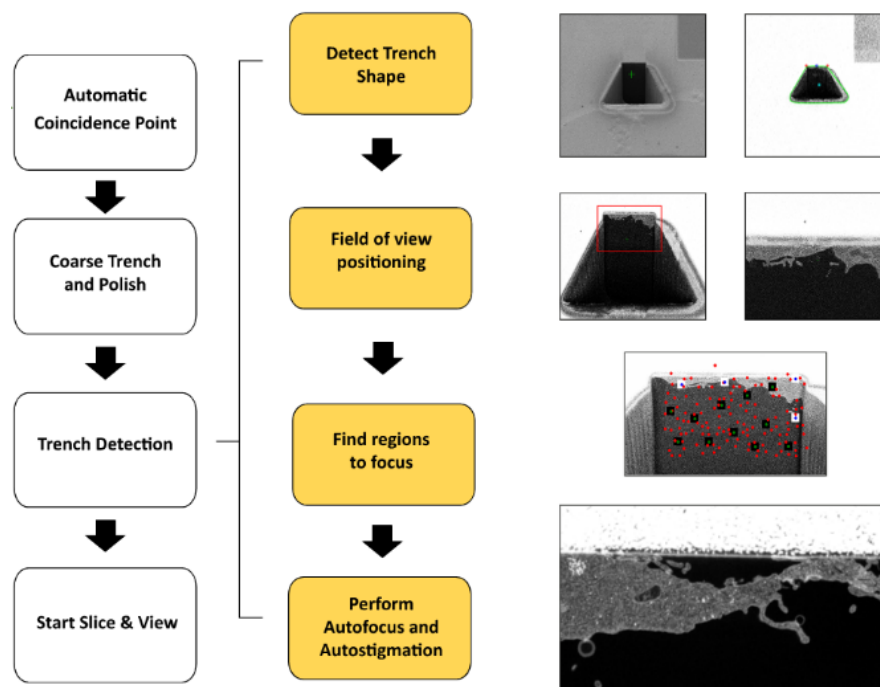 Automatic
Coincidence Point
Coarse Trench
and Polish
Trench Detection
Start Slice & View
Detect Trench
Shape
Field of view
positioning
Find regions
to focus
Perform
Autofocus and
Autostigmation